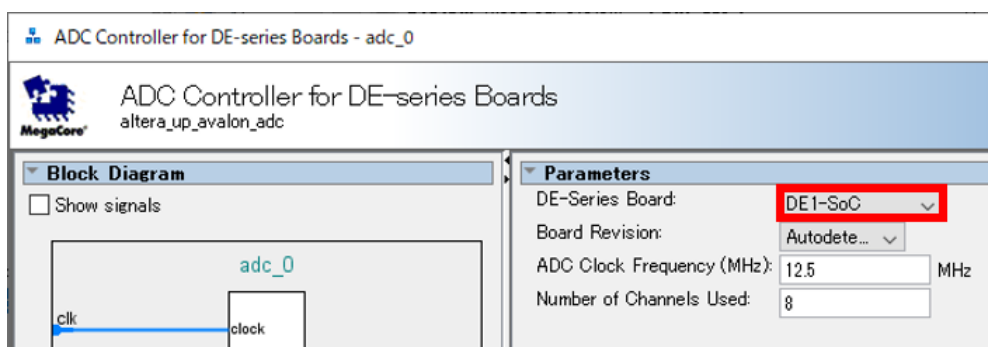 ADC Controller for DE-series Boards - adc_0
ADC Controller for DE-series Boards
altera_up_avalon_adc
MegaCore®
Block Diagram
Show signals
adc_0
clk
clock
Parameters
DE-Series Board:
DE1-SoC
Board Revision:
Autodete...
ADC Clock Frequency (MHz):
12.5
MHz
Number of Channels Used:
8